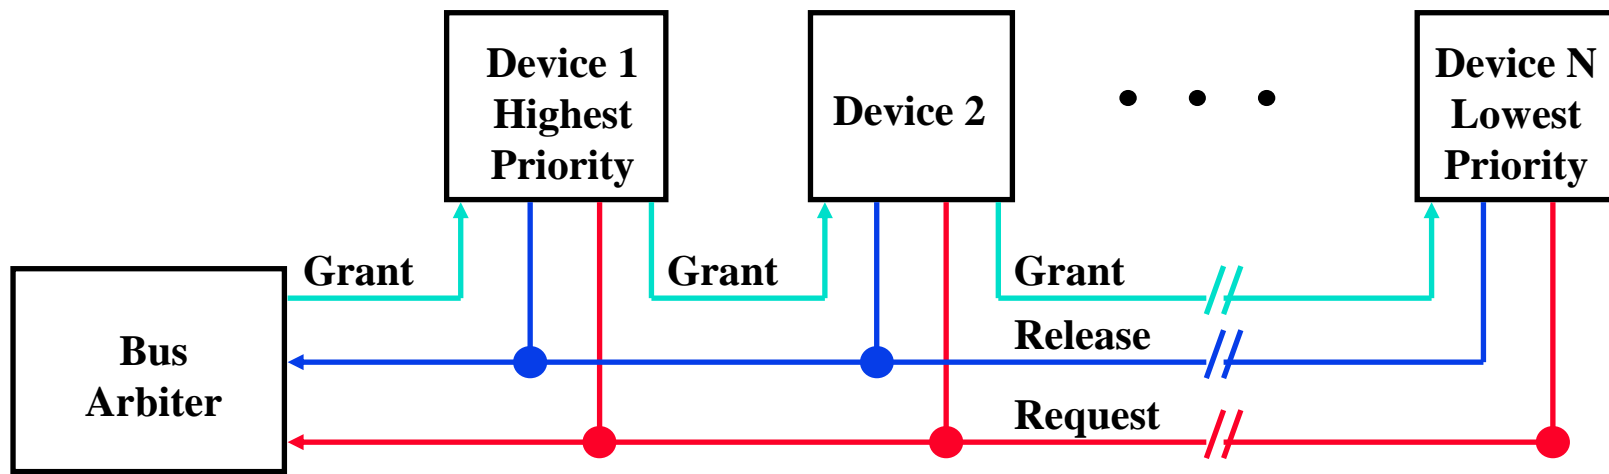 Device 1
Highest
Priority
Device 2
Device N
Lowest
Priority
Grant
Grant
Grant
Release
Bus
Arbiter
Request